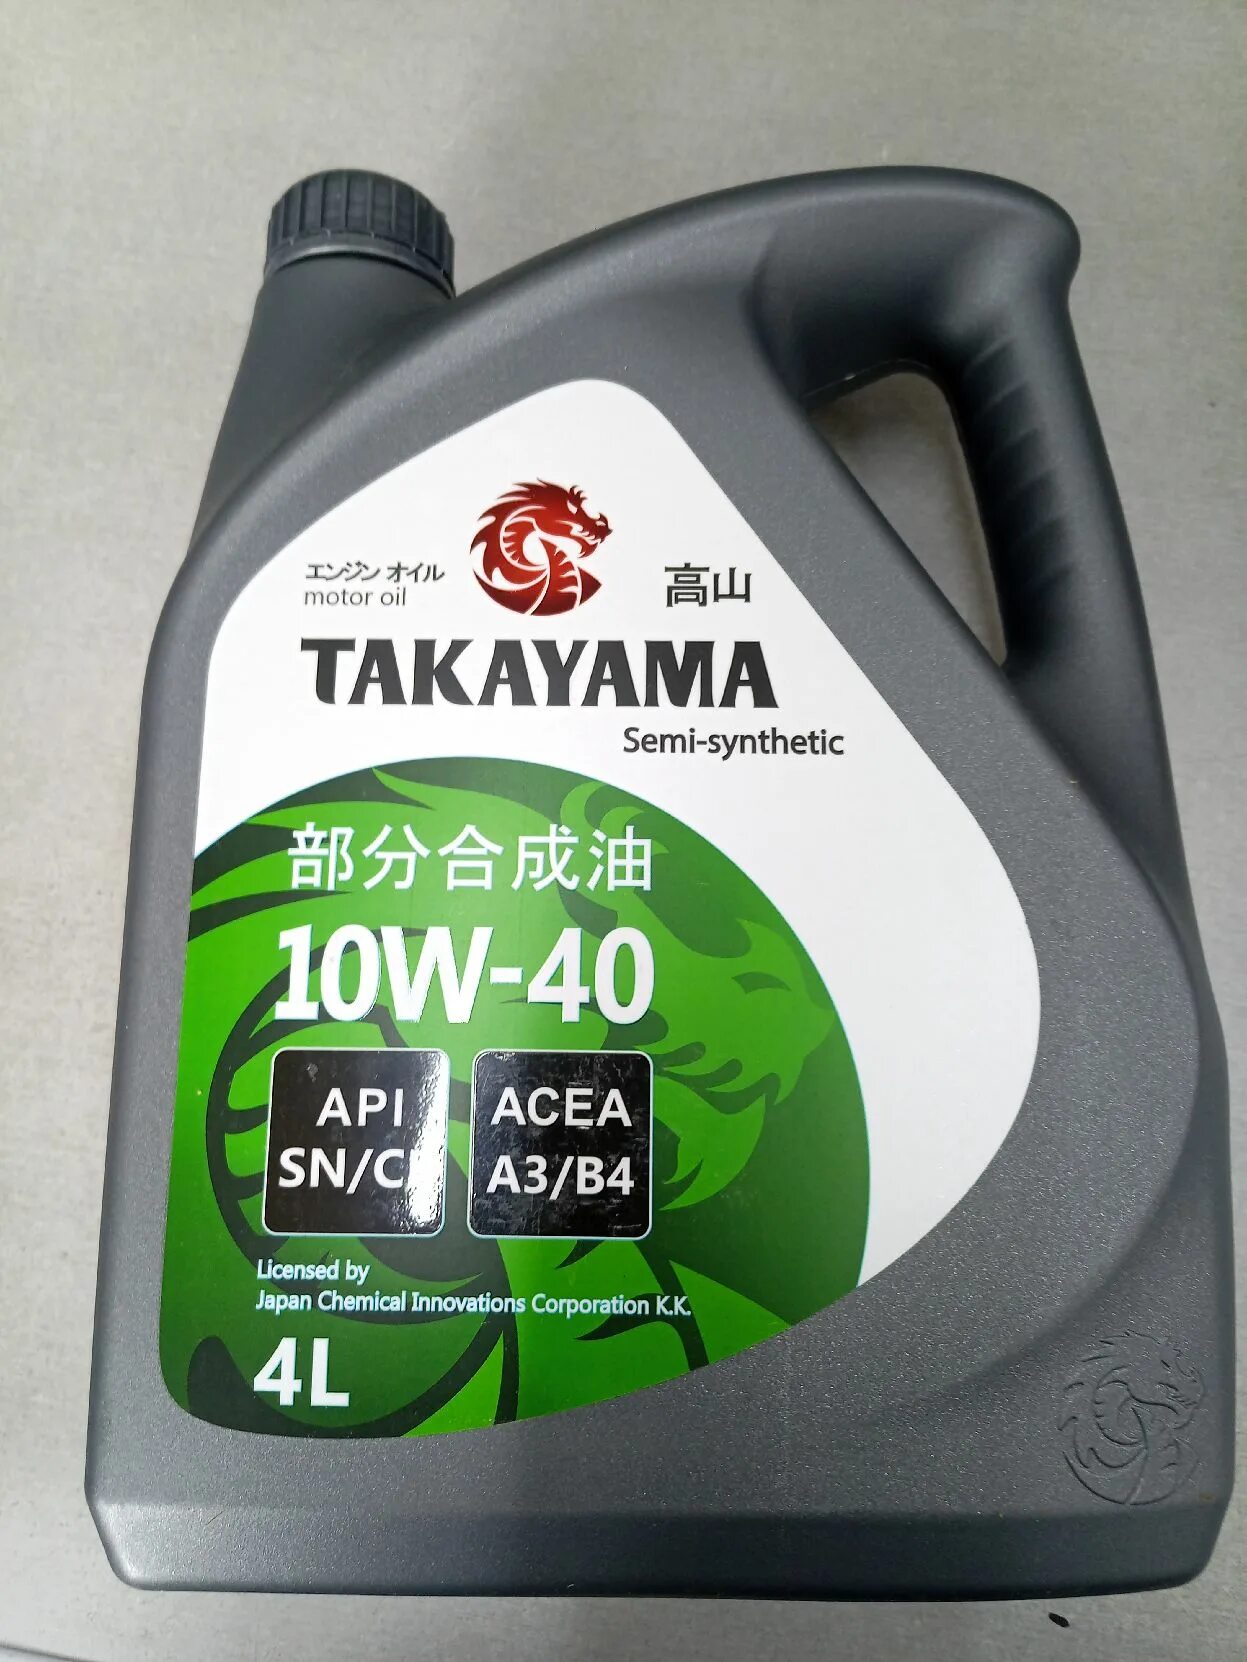 エンジン オイル
motor oil
高山
TAKAYAMA
Semi-synthetic
部分合成油
10W-40
API
SN/C
ACEA
A3/B4
Licensed by
Japan Chemical Innovations Corporation K.K.
4L